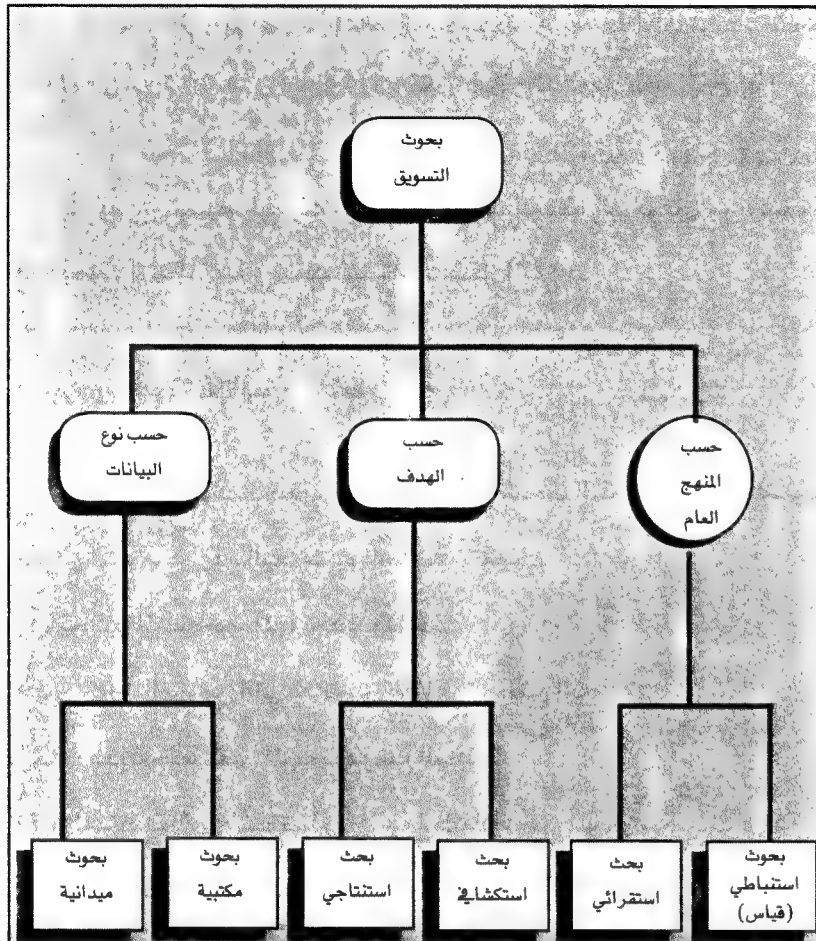 بحوث
التسويق
حسب
المنهج
العام
حسب
الهدف
حسب نوع
البيانات
بحوث
استنباطي
(قياس)
بحث
استقرائي
بحث
استكشافي
بحث
استنتاجي
بحوث
مكتبية
بحوث
ميدانية